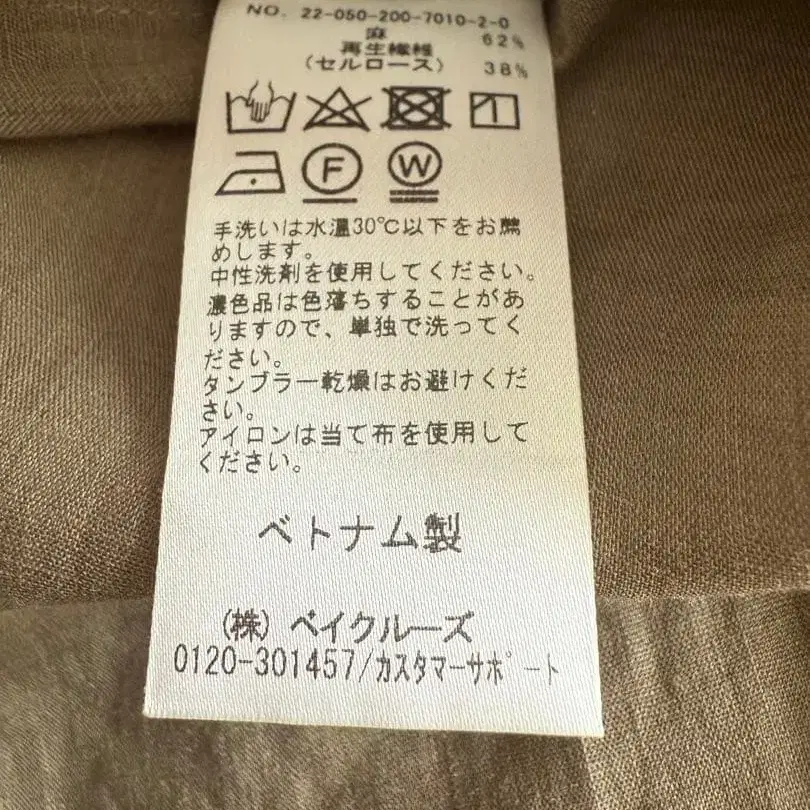 NO. 22-050-200-7010-2-0
麻 62%
再生繊維
(セルロース) 38%
F W
手洗いは水温30℃以下をお薦
めします。
中性洗剤を使用してください。
濃色品は色落ちすることがあ
りますので、単独で洗ってく
ださい。
タンブラー乾燥はお避けくだ
さい。
アイロンは当て布を使用して
ください。
ベトナム製
(株) ベイクルーズ
0120-301457/カスタマーサポート